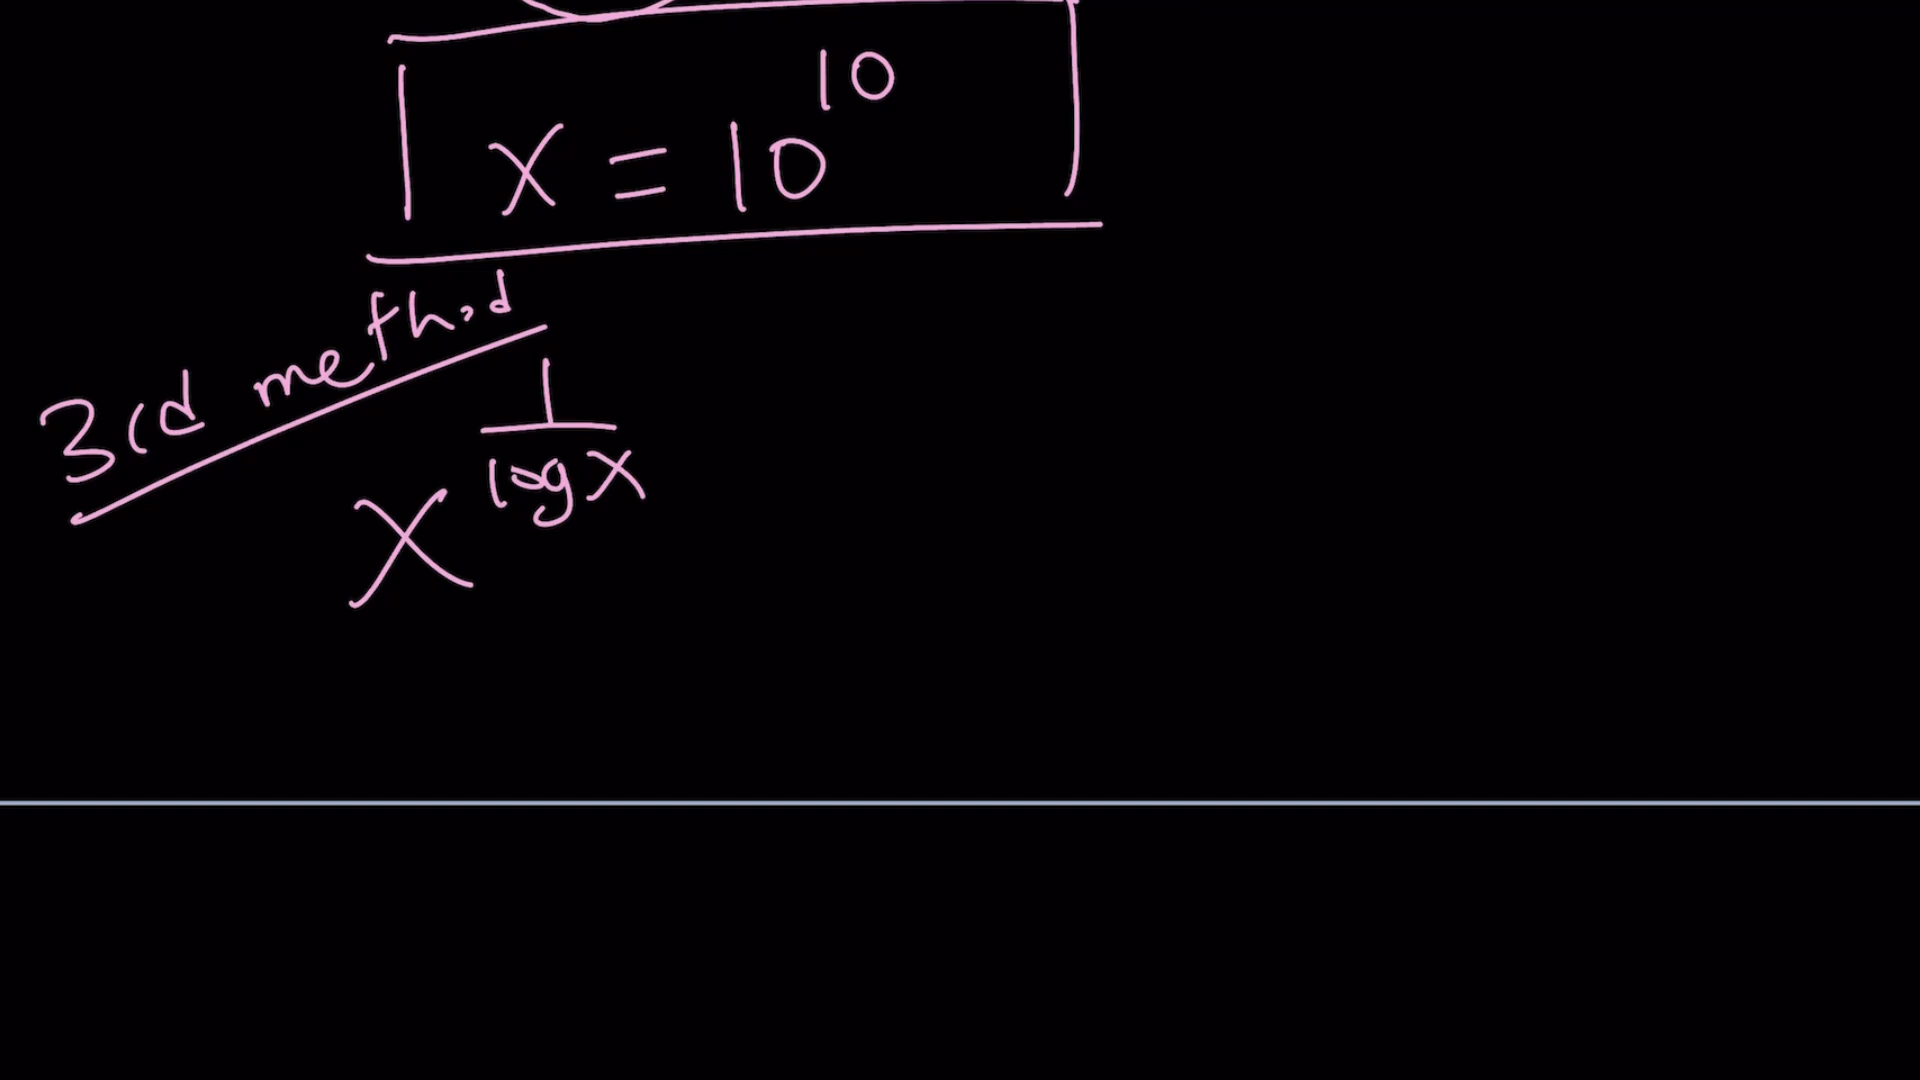 x = 10^10
3rd method
x^(1/log x)